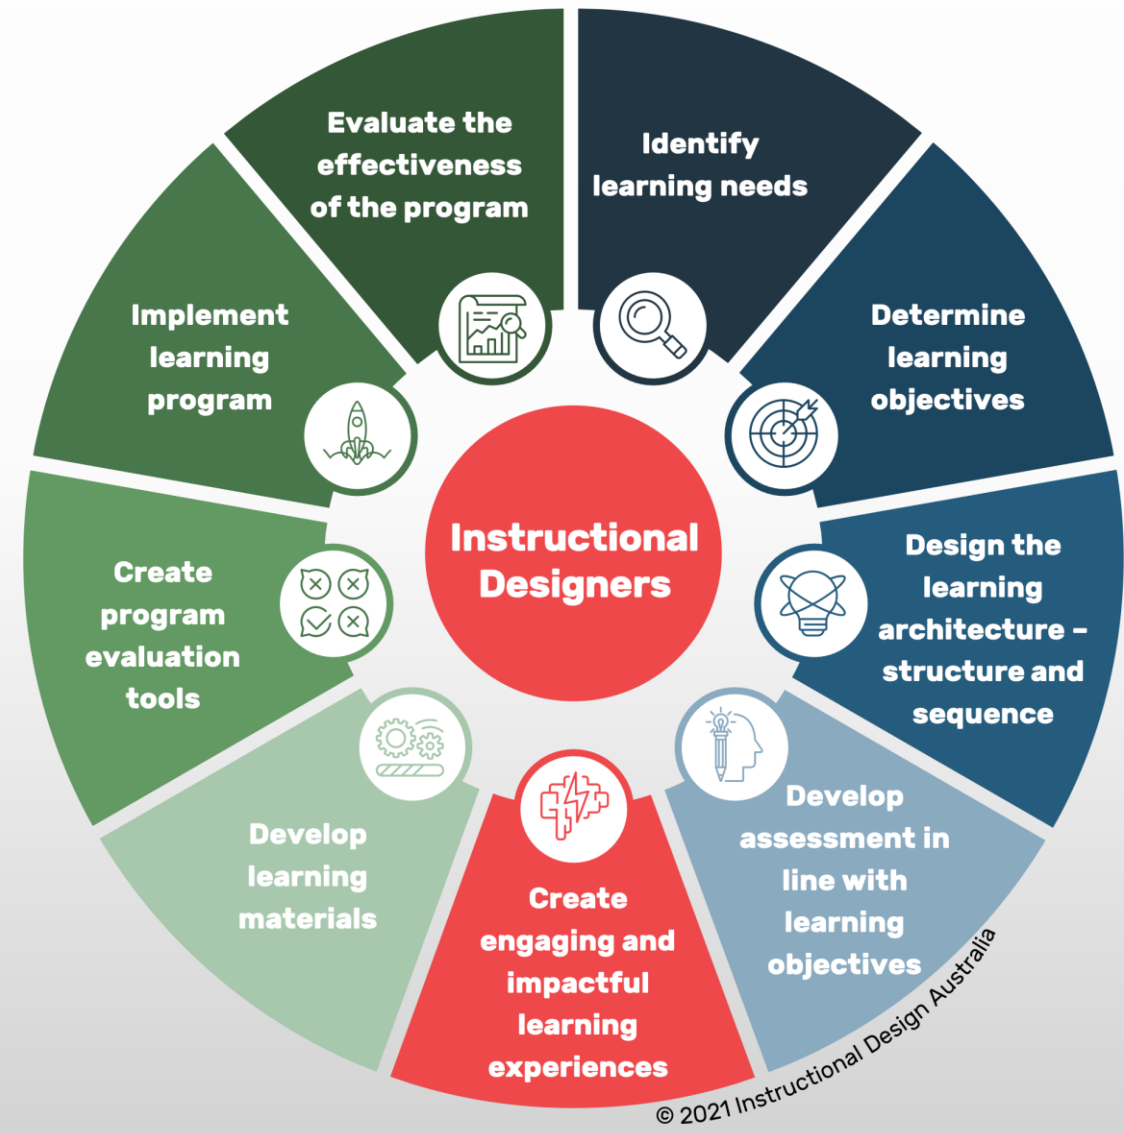 Instructional
Designers
Identify
learning needs
Determine
learning
objectives
Design the
learning
architecture –
structure and
sequence
Develop
assessment in
line with
learning
objectives
Create
engaging and
impactful
learning
experiences
Develop
learning
materials
Create
program
evaluation
tools
Implement
learning
program
Evaluate the
effectiveness
of the program
© 2021 Instructional Design Australia